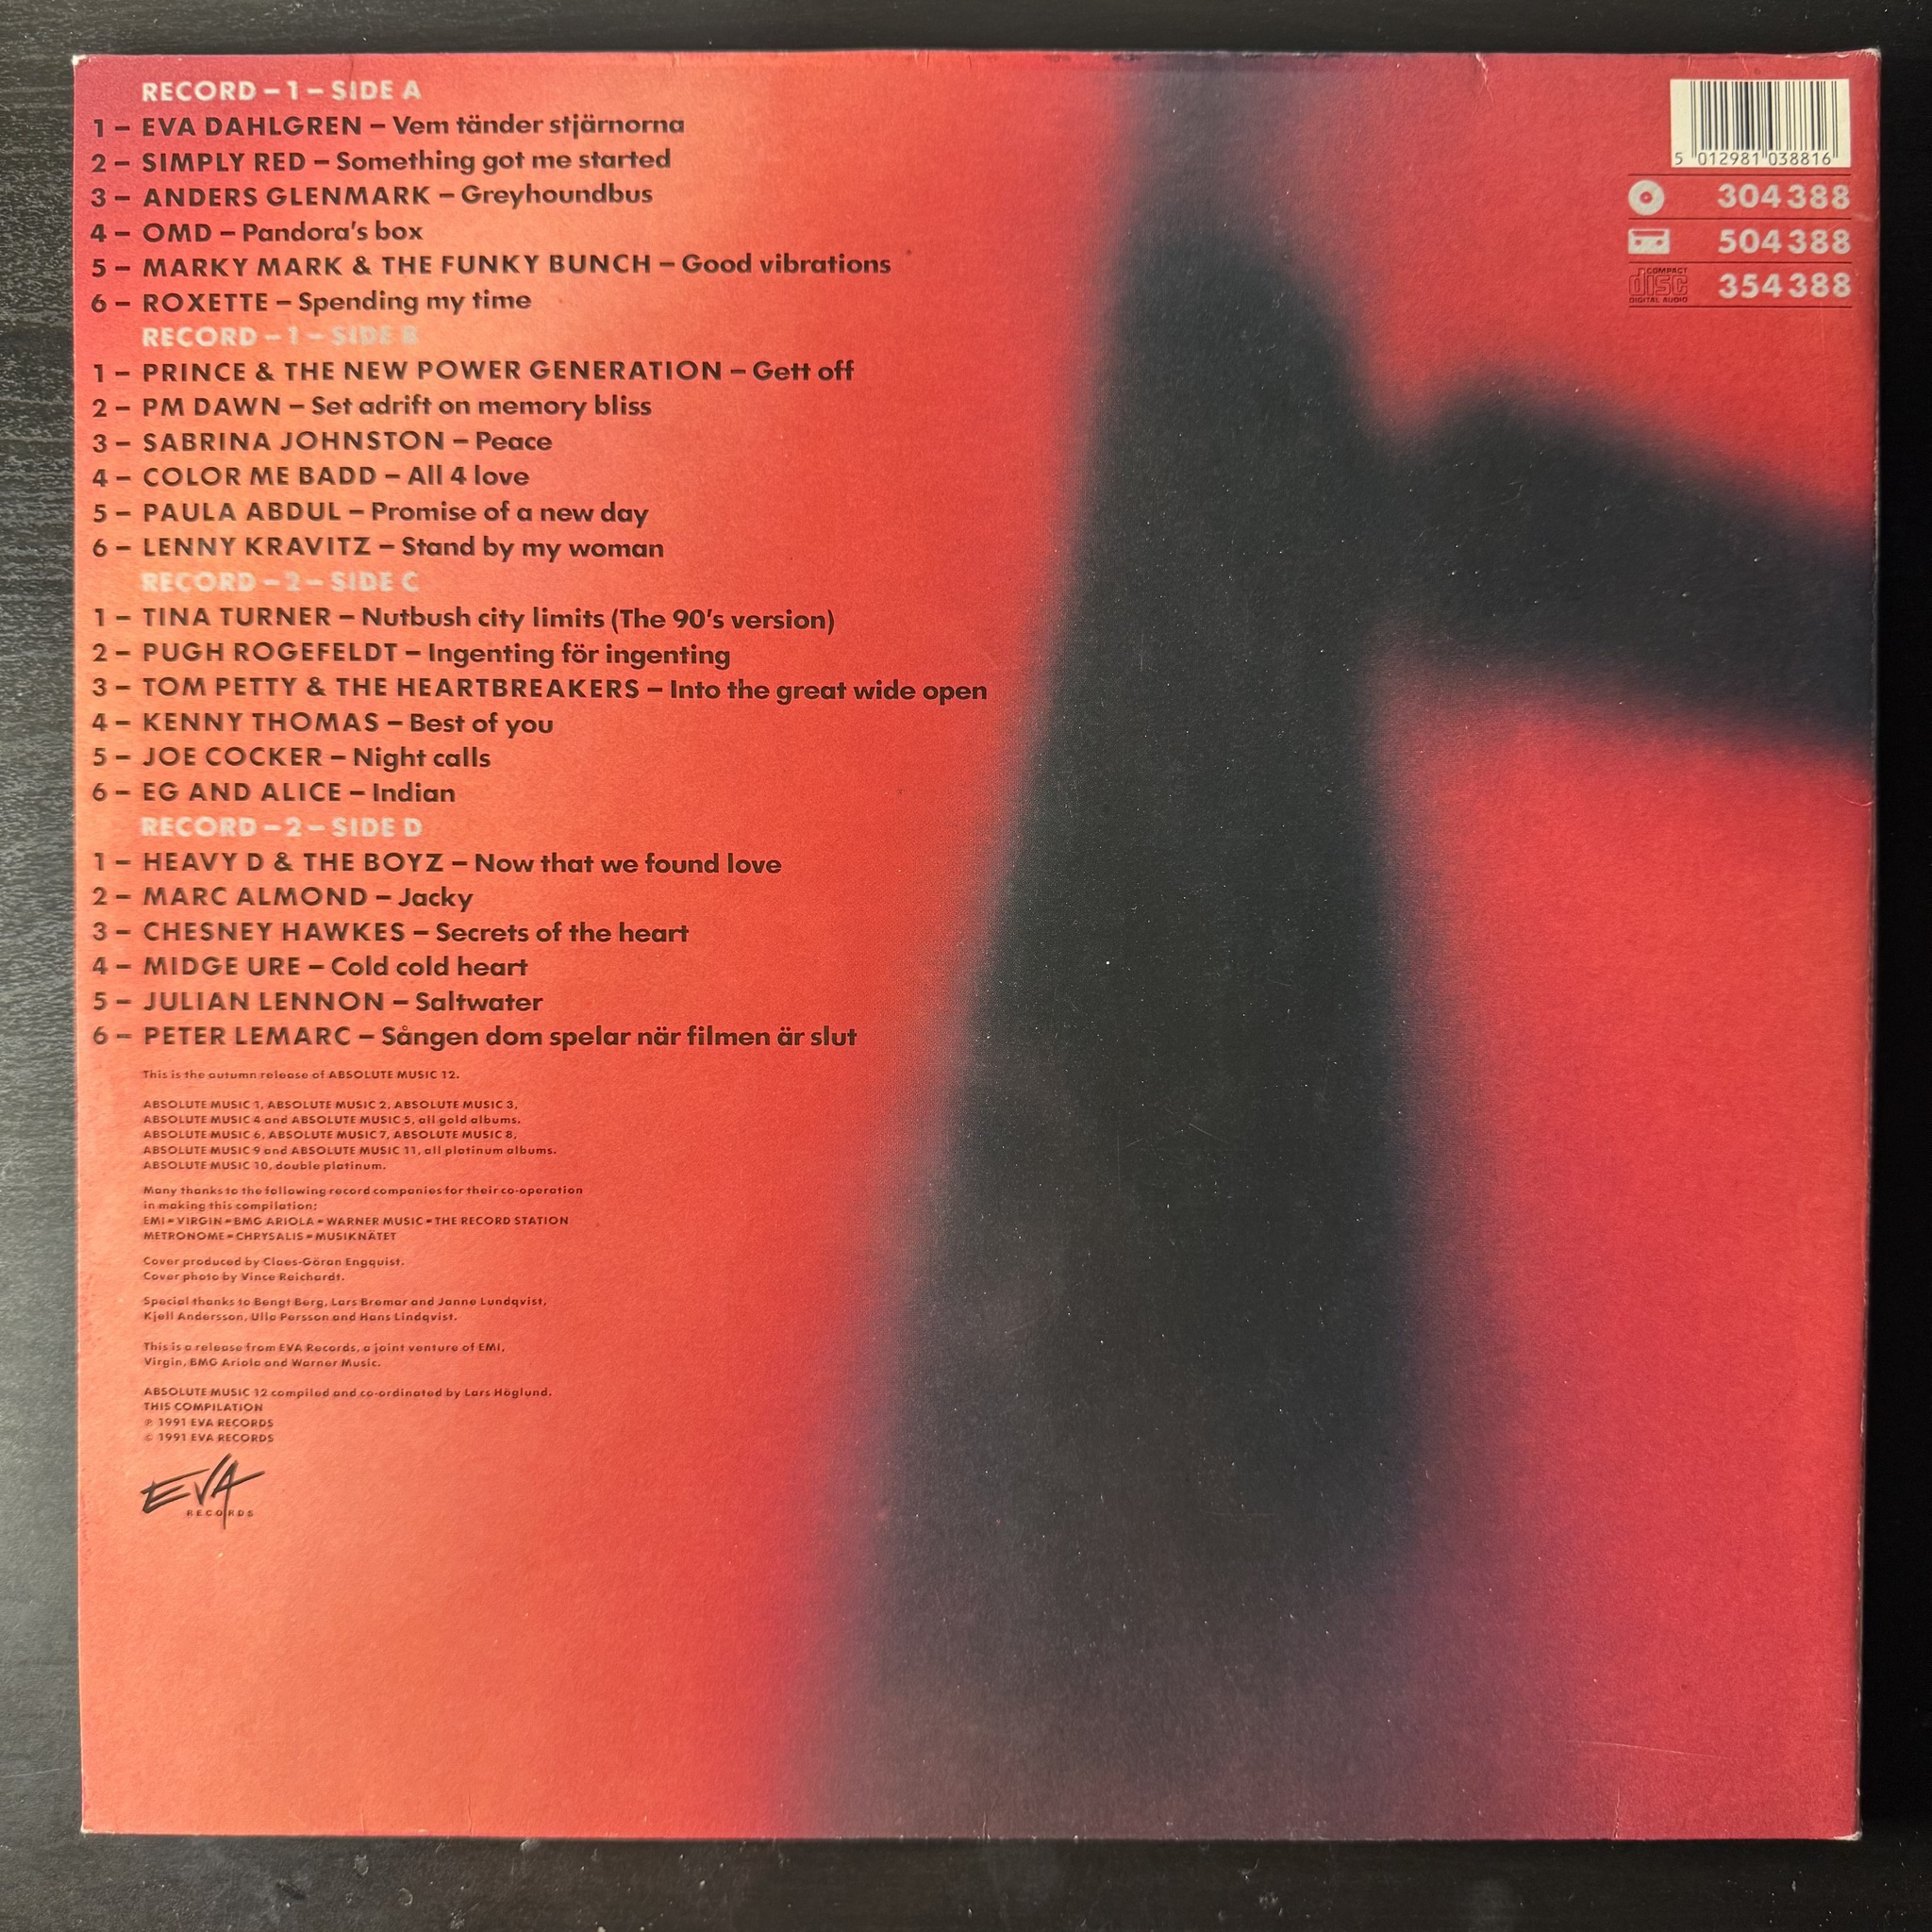 RECORD – 1 – SIDE A
1 – EVA DAHLGREN – Vem tänder stjärnorna
2 – SIMPLY RED – Something got me started
3 – ANDERS GLENMARK – Greyhoundbus
4 – OMD – Pandora's box
5 – MARKY MARK & THE FUNKY BUNCH – Good vibrations
6 – ROXETTE – Spending my time
RECORD – 1 – SIDE B
1 – PRINCE & THE NEW POWER GENERATION – Gett off
2 – PM DAWN – Set adrift on memory bliss
3 – SABRINA JOHNSTON – Peace
4 – COLOR ME BADD – All 4 love
5 – PAULA ABDUL – Promise of a new day
6 – LENNY KRAVITZ – Stand by my woman
RECORD – 2 – SIDE C
1 – TINA TURNER – Nutbush city limits (The 90's version)
2 – PUGH ROGEFELDT – Ingenting för ingenting
3 – TOM PETTY & THE HEARTBREAKERS – Into the great wide open
4 – KENNY THOMAS – Best of you
5 – JOE COCKER – Night calls
6 – EG AND ALICE – Indian
RECORD – 2 – SIDE D
1 – HEAVY D & THE BOYZ – Now that we found love
2 – MARC ALMOND – Jacky
3 – CHESNEY HAWKES – Secrets of the heart
4 – MIDGE URE – Cold cold heart
5 – JULIAN LENNON – Saltwater
6 – PETER LEMARC – Sången dom spelar när filmen är slut
This is the autumn release of ABSOLUTE MUSIC 12.
ABSOLUTE MUSIC 1, ABSOLUTE MUSIC 2, ABSOLUTE MUSIC 3,
ABSOLUTE MUSIC 4 and ABSOLUTE MUSIC 5, all gold albums.
ABSOLUTE MUSIC 6, ABSOLUTE MUSIC 7, ABSOLUTE MUSIC 8,
ABSOLUTE MUSIC 9 and ABSOLUTE MUSIC 11, all platinum albums.
ABSOLUTE MUSIC 10, double platinum.
Many thanks to the following record companies for their co-operation
in making this compilation:
EMI – VIRGIN – BMG ARIOLA – WARNER MUSIC – THE RECORD STATION
METRONOME – CHRYSALIS – MUSIKNÄTET
Cover produced by Claes-Göran Engquist.
Cover photo by Vince Reichardt.
Special thanks to Bengt Berg, Lars Bremar and Janne Lundqvist,
Kjell Andersson, Ulla Persson and Hans Lindqvist.
This is a release from EVA Records, a joint venture of EMI,
Virgin, BMG Ariola and Warner Music.
ABSOLUTE MUSIC 12 compiled and co-ordinated by Lars Höglund.
THIS COMPILATION
℗ 1991 EVA RECORDS
© 1991 EVA RECORDS
EVA
RECORDS
5 012981 038816
304 388
504 388
COMPACT disc DIGITAL AUDIO 354 388